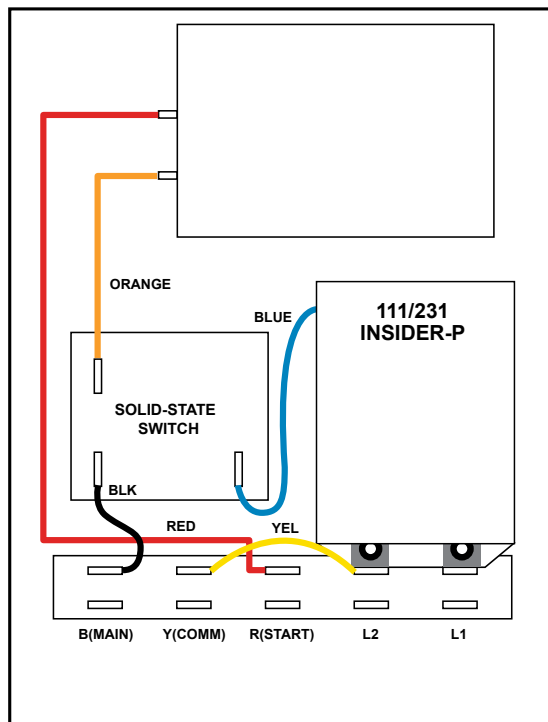 ORANGE
BLUE
111/231
INSIDER-P
SOLID-STATE
SWITCH
BLK
RED
YEL
B(MAIN)
Y(COMM)
R(START)
L2
L1